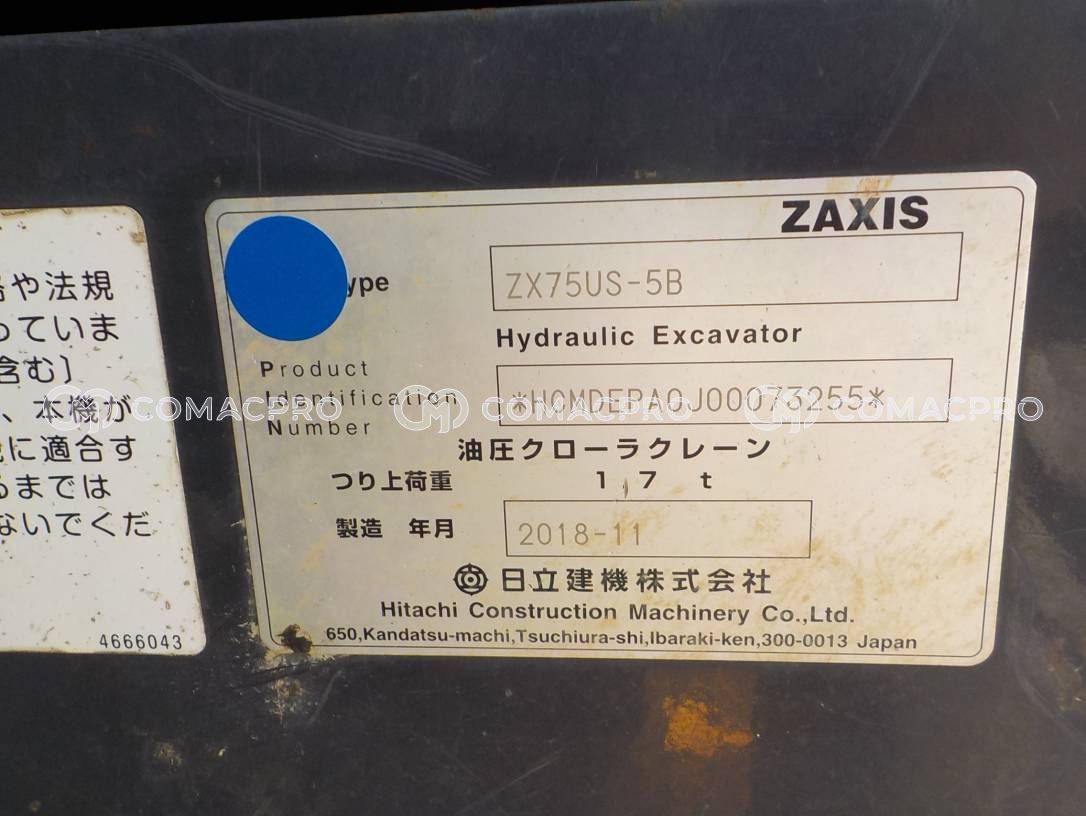 格や法規
っていま
含む)
、本機が
に適合す
るまでは
ないでくだ
4666043
ZAXIS
ype
ZX75US-5B
Hydraulic Excavator
Product
Identification
Number
*HCMDEPA0J00073255*
油圧クローラクレーン
つり上荷重 1,7 t
製造 年月 2018-11
日立建機株式会社
Hitachi Construction Machinery Co.,Ltd.
650,Kandatsu-machi,Tsuchiura-shi,Ibaraki-ken,300-0013 Japan
COMACPRO COMACPRO COMACPRO